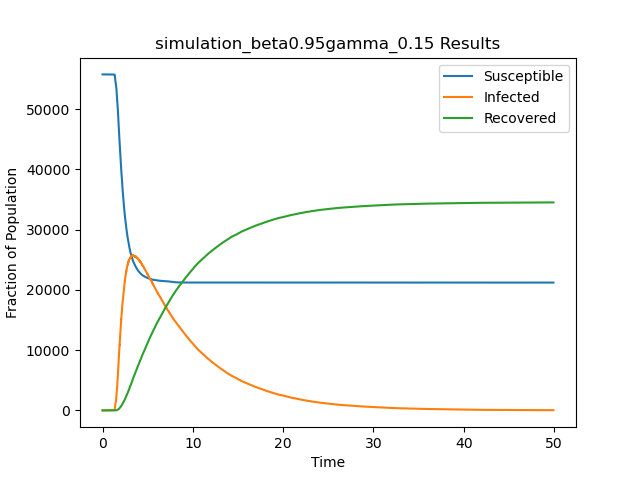 simulation_beta0.95gamma_0.15 Results
Susceptible
Infected
Recovered
Fraction of Population
50000
40000
30000
20000
10000
0
0 10 20 30 40 50
Time